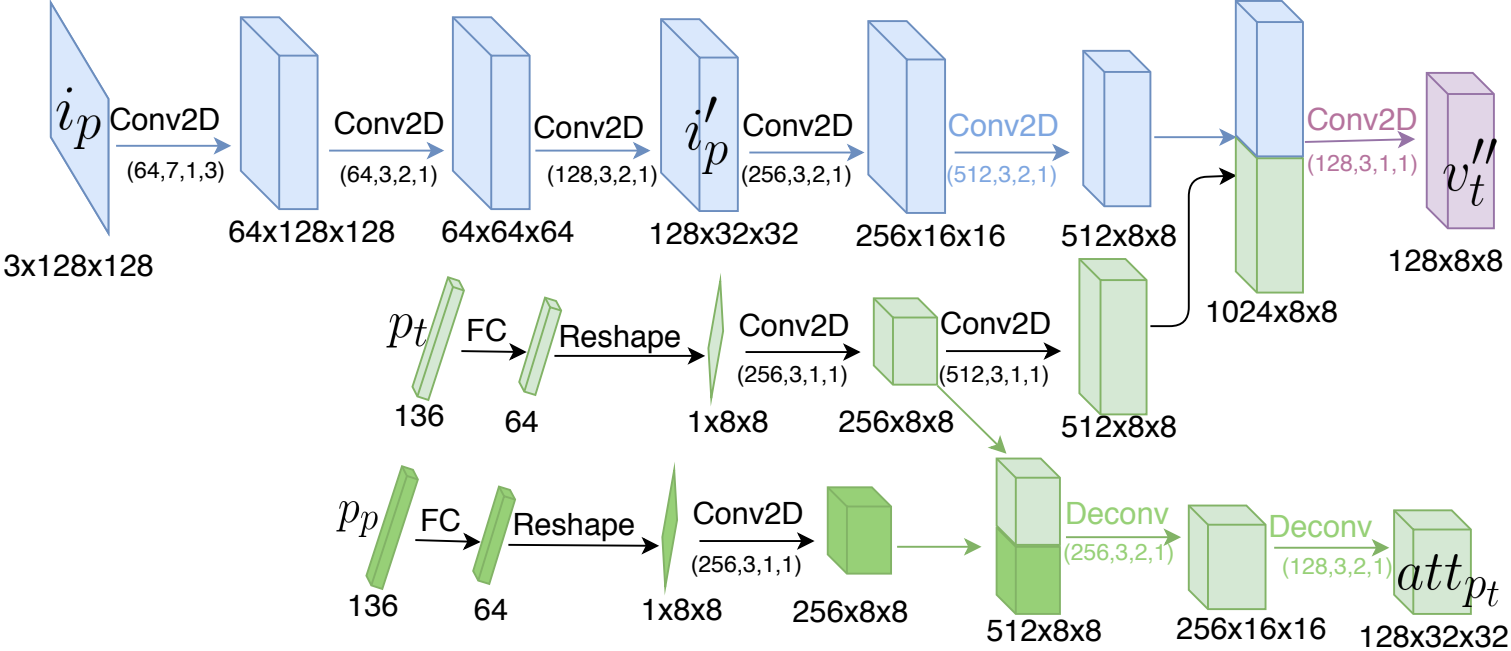 i_p Conv2D (64,7,1,3) Conv2D (64,3,2,1) Conv2D (128,3,2,1) i'_p Conv2D (256,3,2,1) Conv2D (512,3,2,1) Conv2D (128,3,1,1) v''_t
3x128x128 64x128x128 64x64x64 128x32x32 256x16x16 512x8x8 1024x8x8 128x8x8
p_t FC Reshape Conv2D (256,3,1,1) Conv2D (512,3,1,1)
136 64 1x8x8 256x8x8 512x8x8
p_p FC Reshape Conv2D (256,3,1,1) Deconv (256,3,2,1) Deconv (128,3,2,1) att_{p_t}
136 64 1x8x8 256x8x8 512x8x8 256x16x16 128x32x32